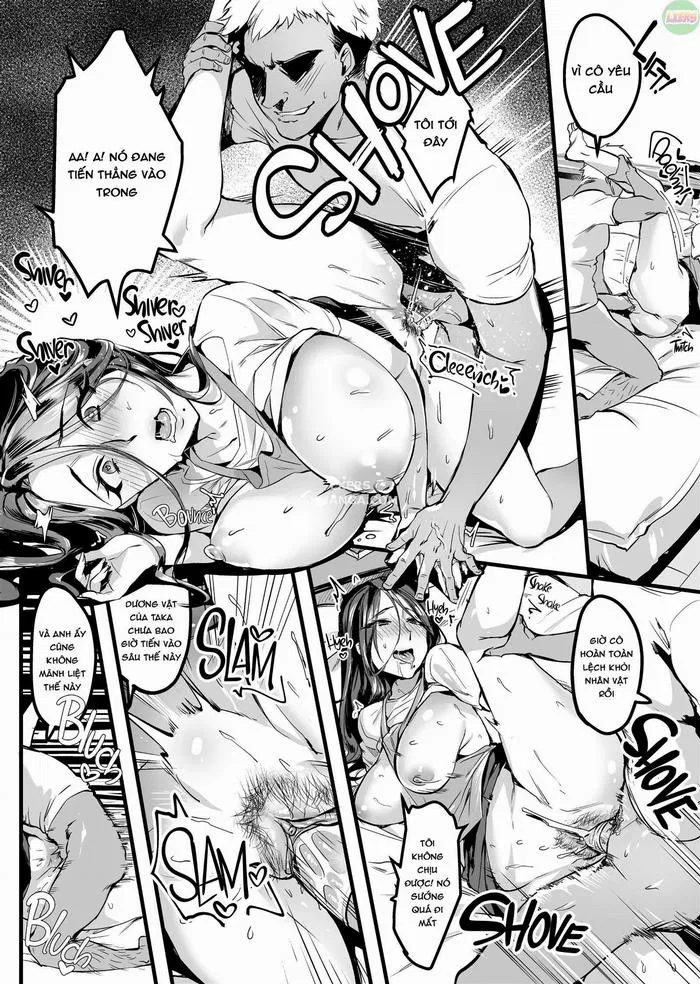 LIFT!
VÌ CÔ YÊU
CẦU
Twitch
SHOVE
TÔI TỚI
ĐÂY
AA! A! NÓ ĐANG
TIẾN THẲNG VÀO
TRONG
Shiver
Shiver
Shiver
Shiver
Cleeench
Bounce
Shake
Shake
GIỜ CÔ
HOÀN TOÀN
LỆCH KHỎI
NHÂN VẬT
RỒI
SHOVE
Hyeh
Hyeh
TÔI
KHÔNG CHỊU
ĐƯỢC! NÓ
SƯỚNG QUÁ ĐI
MẤT
SHOVE
DƯƠNG VẬT
CỦA TAKA
CHƯA BAO
GIỜ TIẾN VÀO
SÂU THẾ NÀY
SLAM
SLAM
VÀ ANH ẤY
CŨNG
KHÔNG
MÃNH LIỆT
THẾ NÀY